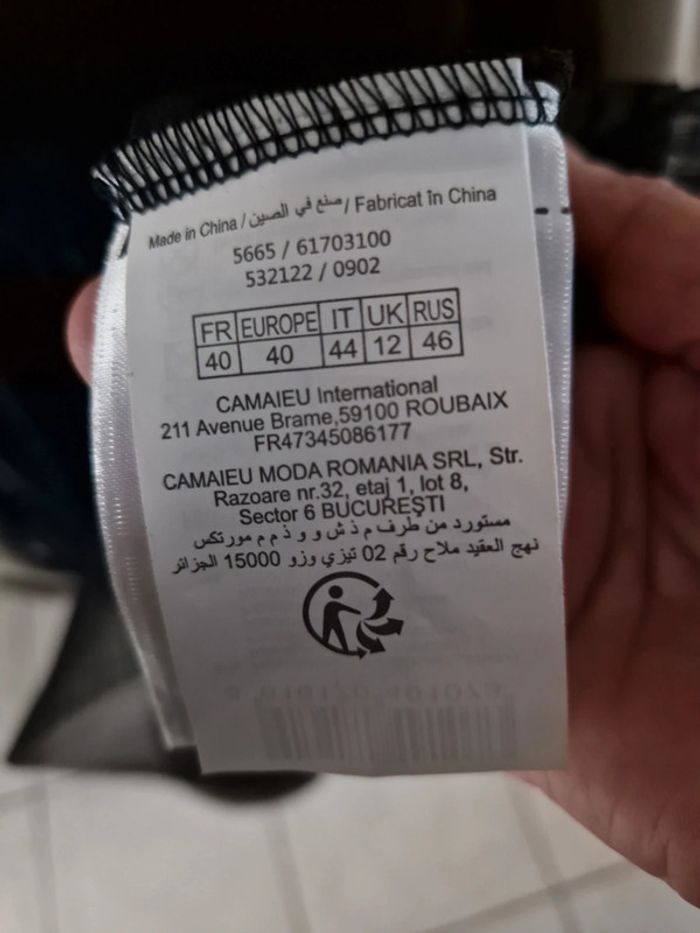 Made in China / صنع في الصين / Fabricat în China
5665 / 61703100
532122 / 0902
FR EUROPE IT UK RUS
40 40 44 12 46
CAMAIEU International
211 Avenue Brame,59100 ROUBAIX
FR47345086177
CAMAIEU MODA ROMANIA SRL, Str.
Razoare nr.32, etaj 1, lot 8,
Sector 6 BUCUREŞTI
مستورد من طرف م ذ ش و و ذ م م مورتكس
نهج العقيد ملاح رقم 02 تيزي وزو 15000 الجزائر